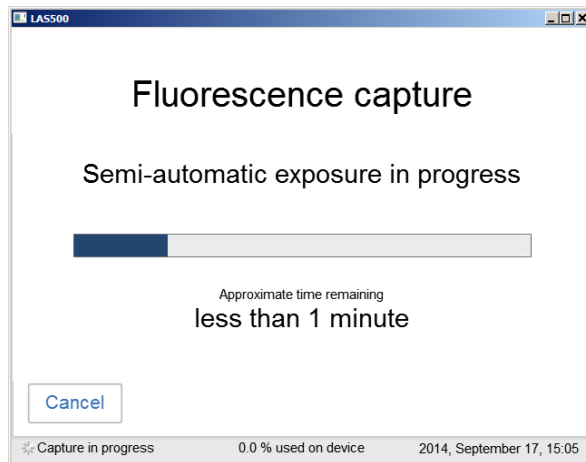 LAS500
Fluorescence capture
Semi-automatic exposure in progress
Approximate time remaining
less than 1 minute
Cancel
Capture in progress 0.0 % used on device 2014, September 17, 15:05